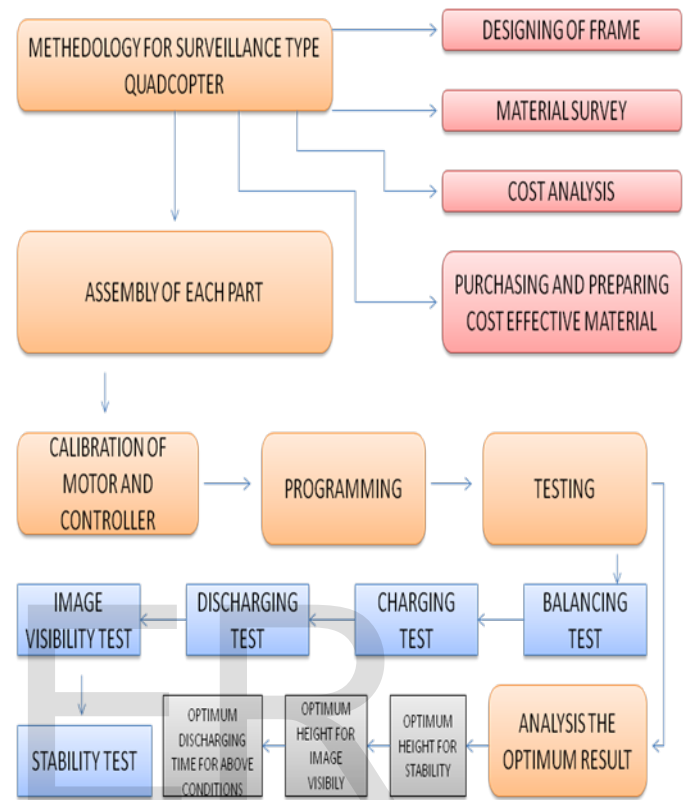 METHEDOLOGY FOR SURVEILLANCE TYPE
QUADCOPTER
DESIGNING OF FRAME
MATERIAL SURVEY
COST ANALYSIS
PURCHASING AND PREPARING
COST EFFECTIVE MATERIAL
ASSEMBLY OF EACH PART
CALIBRATION OF
MOTOR AND
CONTROLLER
PROGRAMMING
TESTING
BALANCING
TEST
CHARGING
TEST
DISCHARGING
TEST
IMAGE
VISIBILITY TEST
STABILITY TEST
ANALYSIS THE
OPTIMUM RESULT
OPTIMUM
HEIGHT FOR
STABILITY
OPTIMUM
HEIGHT FOR
IMAGE
VISIBILY
OPTIMUM
DISCHARGING
TIME FOR ABOVE
CONDITIONS
ER